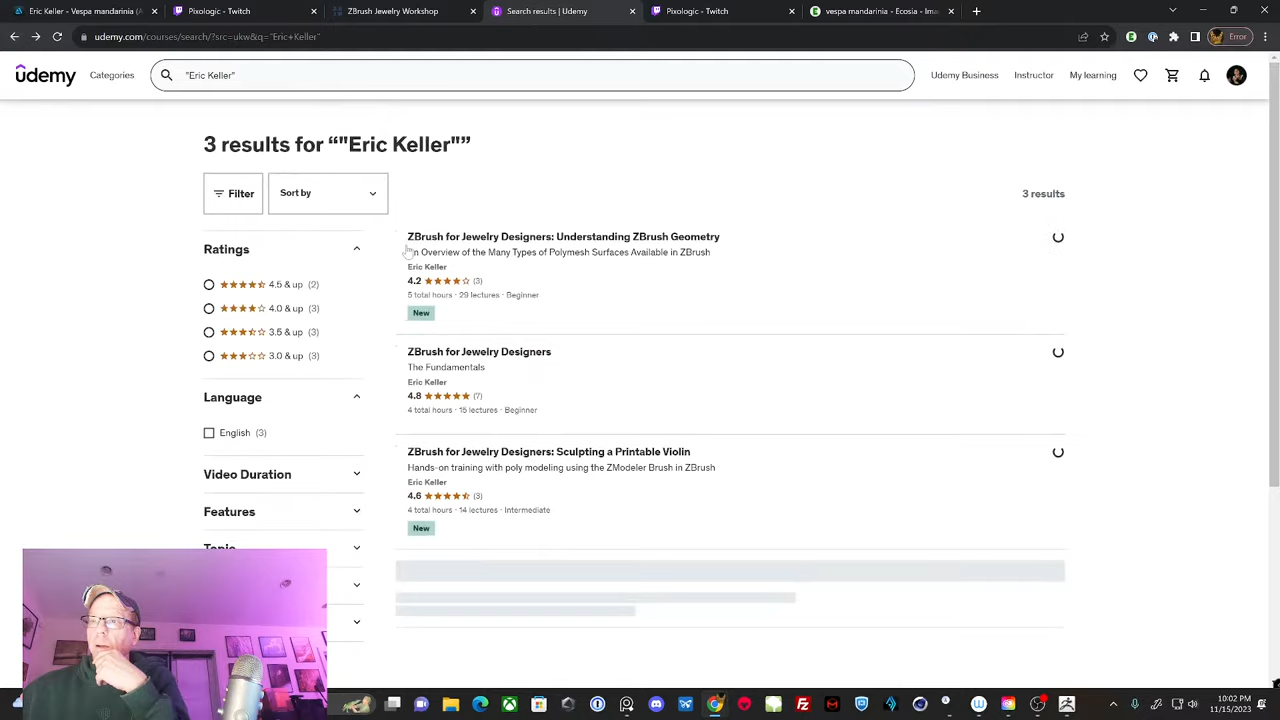 Eric Keller - Live Events - A
Pixologic - Results
ZBrush Jewelry
Search results | Udemy
Pixologic - Twitch
vespa mandarinia - Ecosia - Ima
udemy.com/courses/search/?src=ukw&q="Eric+Keller"
Error
ûdemy
Categories
"Eric Keller"
Udemy Business
Instructor
My learning
3 results for “"Eric Keller"”
Filter
Sort by
3 results
Ratings
4.5 & up (2)
4.0 & up (3)
3.5 & up (3)
3.0 & up (3)
Language
English (3)
Video Duration
Features
Topic
ZBrush for Jewelry Designers: Understanding ZBrush Geometry
n Overview of the Many Types of Polymesh Surfaces Available in ZBrush
Eric Keller
4.2 (3)
5 total hours · 29 lectures · Beginner
New
ZBrush for Jewelry Designers
The Fundamentals
Eric Keller
4.8 (7)
4 total hours · 15 lectures · Beginner
ZBrush for Jewelry Designers: Sculpting a Printable Violin
Hands-on training with poly modeling using the ZModeler Brush in ZBrush
Eric Keller
4.6 (3)
4 total hours · 14 lectures · Intermediate
New
10:02 PM
11/15/2023